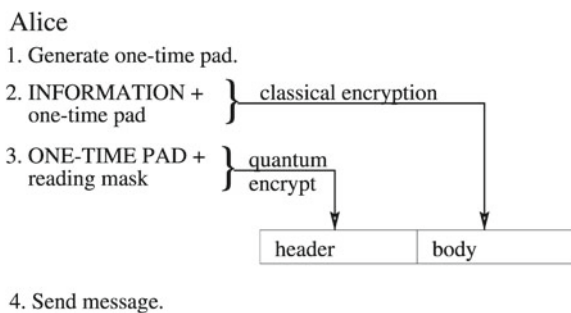 Alice
1. Generate one-time pad.
2. INFORMATION + one-time pad
classical encryption
3. ONE-TIME PAD + reading mask
quantum encrypt
header
body
4. Send message.